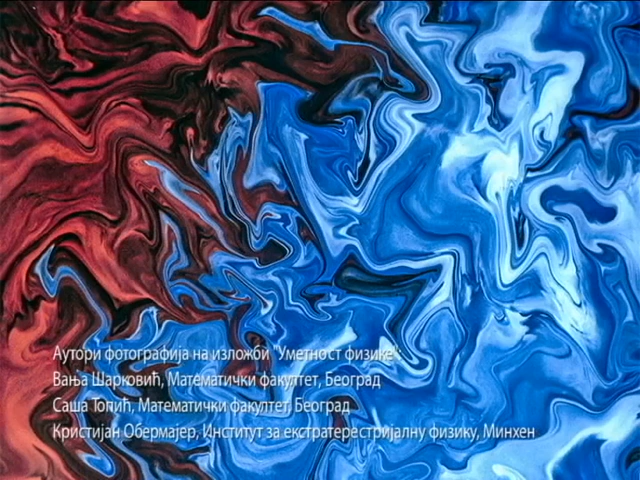 Аутори фотографија на изложби "Уметност физике":
Вања Шарковић, Математички факултет, Београд
Саша Топић, Математички факултет, Београд
Кристијан Обермајер, Институт за екстратерестријалну физику, Минхен